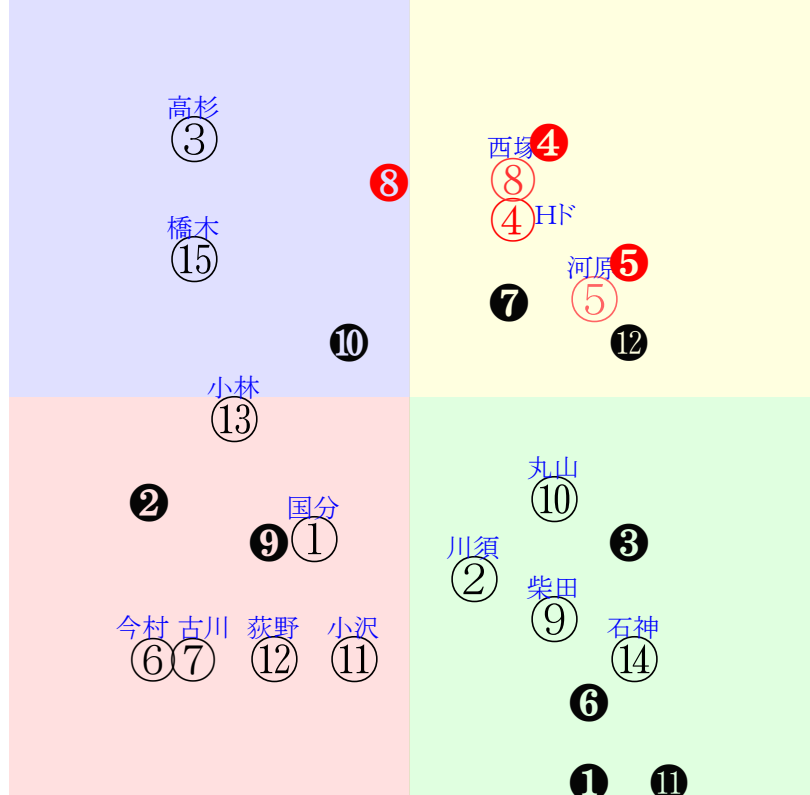 高杉
③
❽
橋木
⑮
❿
西塚❹
⑧
④Hド
河原❺
⑤
❼
⓬
小林
⑬
❷
国分
❾①
今村 古川 荻野 小沢
⑥⑦ ⑫ ⑪
丸山
⑩
❸
川須
②
柴田
⑨
石神
⑭
❻
❶ ⓫